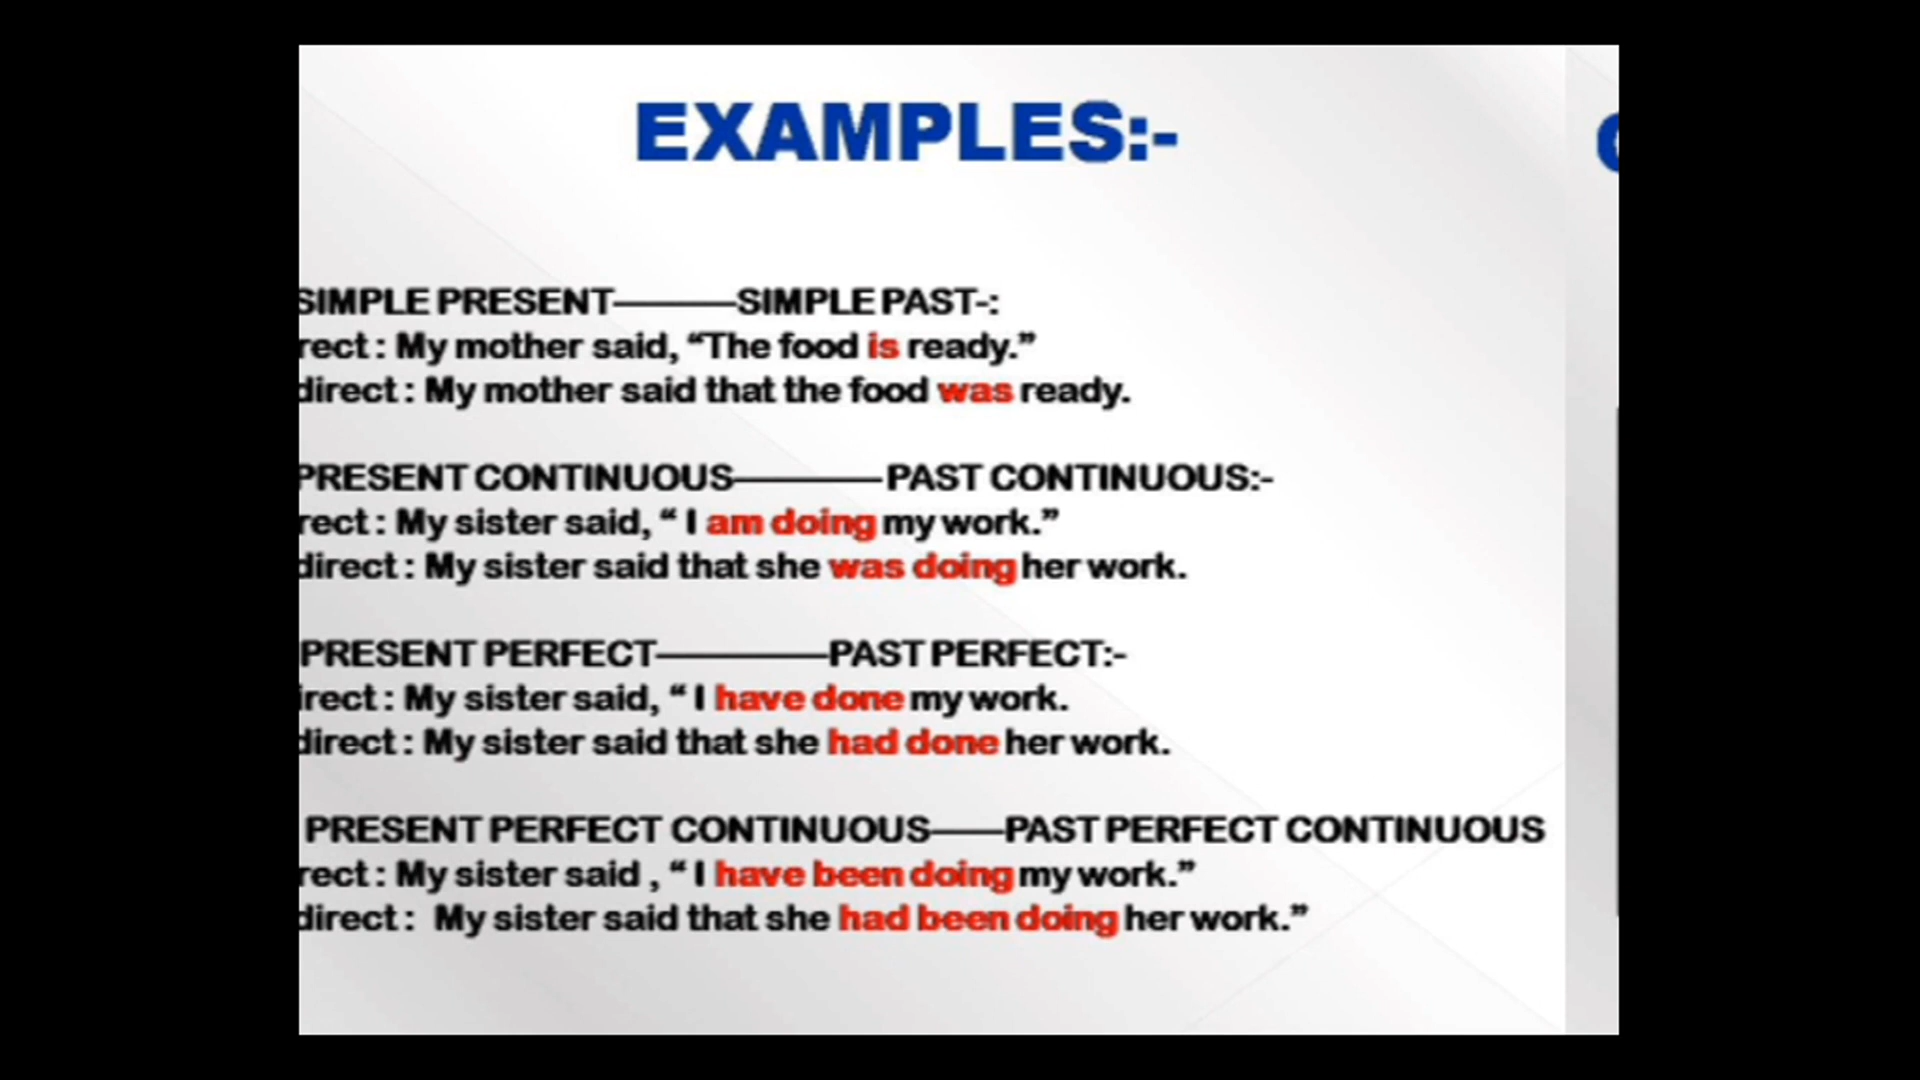 EXAMPLES:-
SIMPLE PRESENT————SIMPLE PAST-:
rect : My mother said, “The food is ready.”
direct : My mother said that the food was ready.
PRESENT CONTINUOUS—————PAST CONTINUOUS:-
rect : My sister said, “ I am doing my work.”
direct : My sister said that she was doing her work.
PRESENT PERFECT——————PAST PERFECT:-
irect : My sister said, “ I have done my work.
direct : My sister said that she had done her work.
PRESENT PERFECT CONTINUOUS——PAST PERFECT CONTINUOUS
rect : My sister said , “ I have been doing my work.”
direct : My sister said that she had been doing her work.”